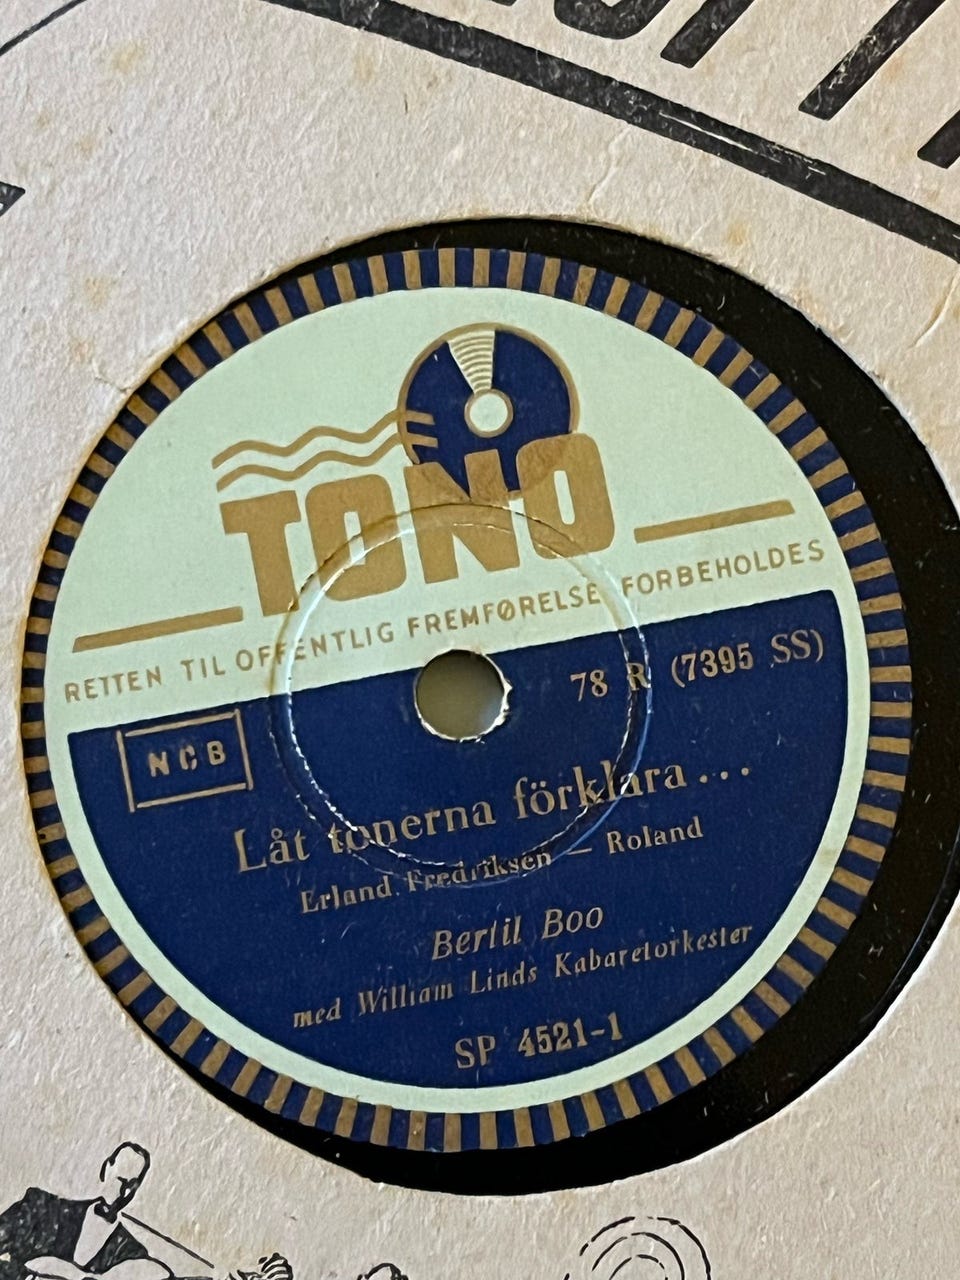 TONO
RETTEN TIL OFFENTLIG FREMFØRELSE FORBEHOLDES
78 R (7395 SS)
NCB
Låt tonerna förklara...
Erland Fredriksen — Roland
Bertil Boo
med William Linds Kabaretorkester
SP 4521-1